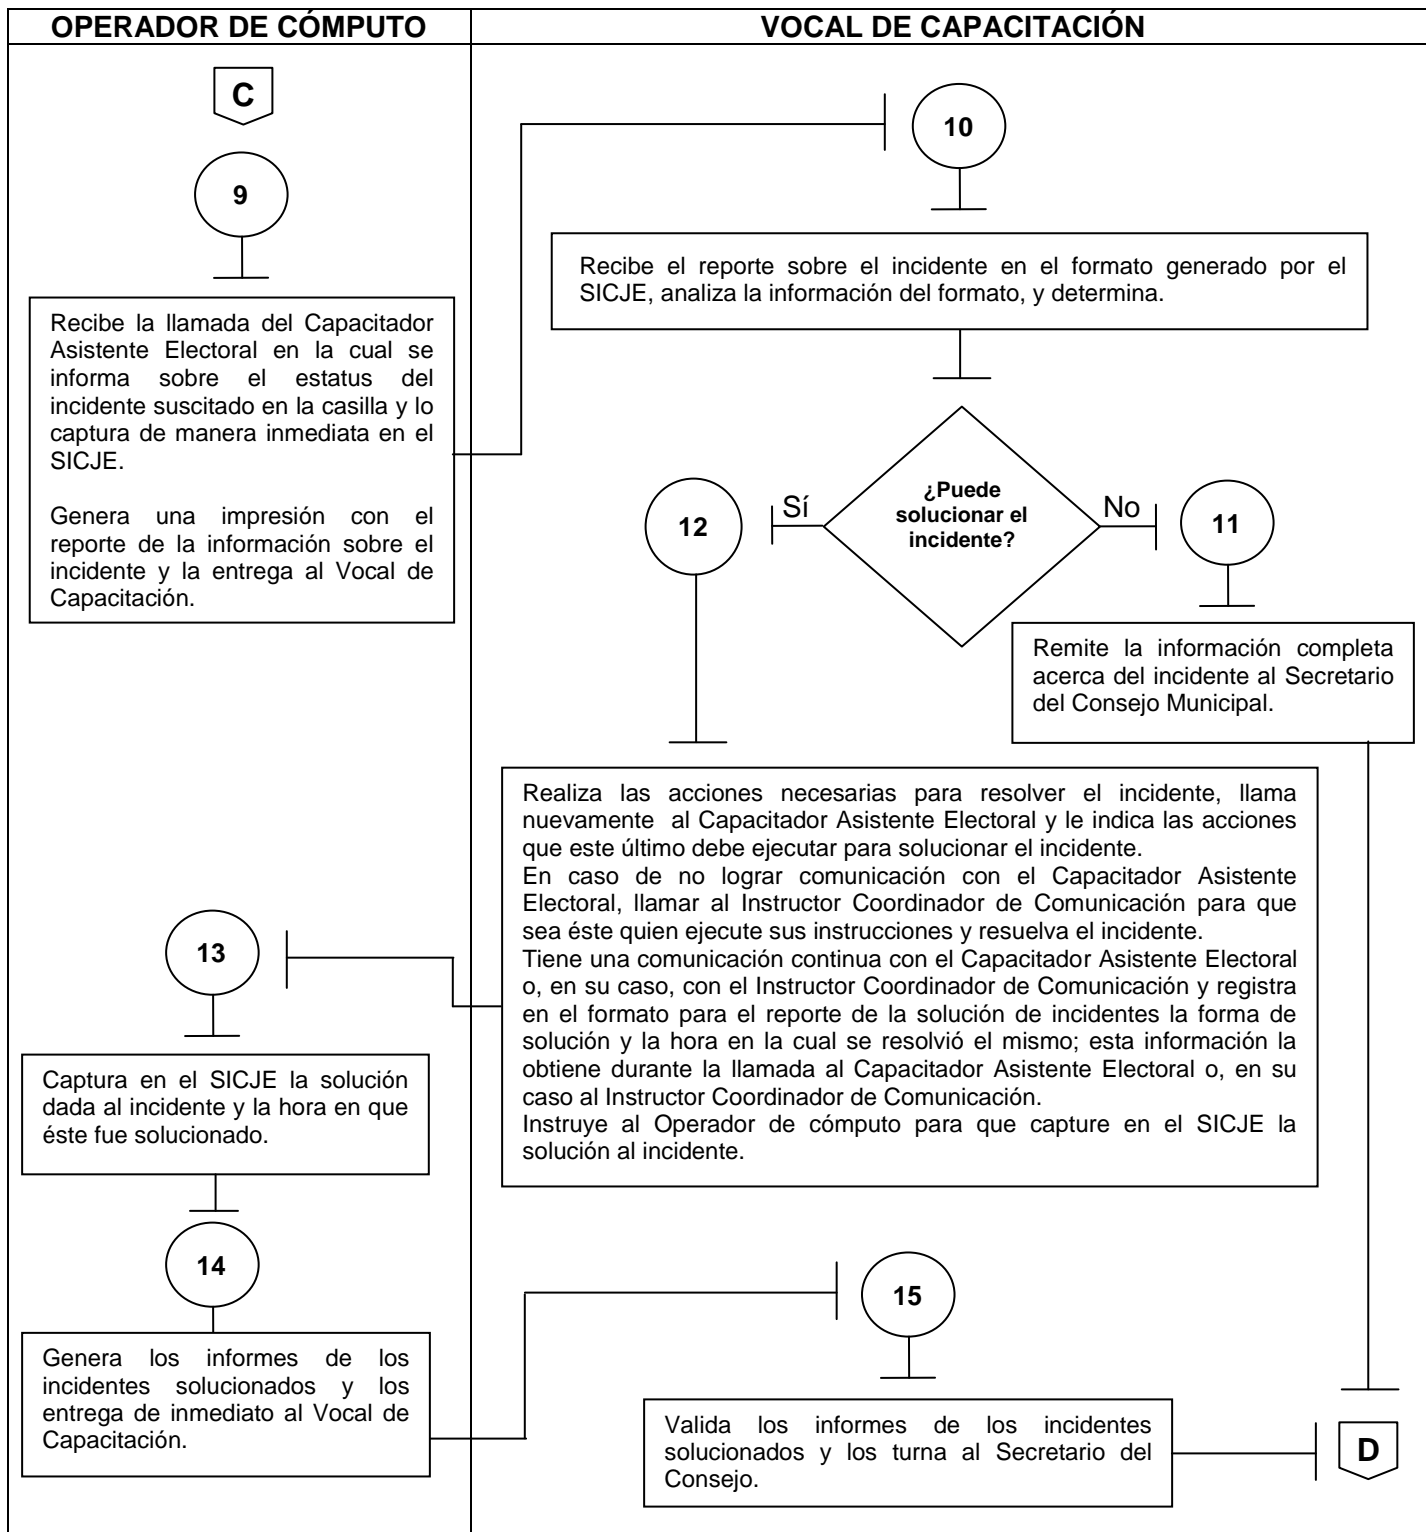 OPERADOR DE CÓMPUTO
VOCAL DE CAPACITACIÓN
C
9
Recibe la llamada del Capacitador
Asistente Electoral en la cual se
informa sobre el estatus del
incidente suscitado en la casilla y lo
captura de manera inmediata en el
SICJE.
Genera una impresión con el
reporte de la información sobre el
incidente y la entrega al Vocal de
Capacitación.
10
Recibe el reporte sobre el incidente en el formato generado por el
SICJE, analiza la información del formato, y determina.
¿Puede
solucionar el
incidente?
Sí
No
12
11
Remite la información completa
acerca del incidente al Secretario
del Consejo Municipal.
Realiza las acciones necesarias para resolver el incidente, llama
nuevamente al Capacitador Asistente Electoral y le indica las acciones
que este último debe ejecutar para solucionar el incidente.
En caso de no lograr comunicación con el Capacitador Asistente
Electoral, llamar al Instructor Coordinador de Comunicación para que
sea éste quien ejecute sus instrucciones y resuelva el incidente.
Tiene una comunicación continua con el Capacitador Asistente Electoral
o, en su caso, con el Instructor Coordinador de Comunicación y registra
en el formato para el reporte de la solución de incidentes la forma de
solución y la hora en la cual se resolvió el mismo; esta información la
obtiene durante la llamada al Capacitador Asistente Electoral o, en su
caso al Instructor Coordinador de Comunicación.
Instruye al Operador de cómputo para que capture en el SICJE la
solución al incidente.
13
Captura en el SICJE la solución
dada al incidente y la hora en que
éste fue solucionado.
14
Genera los informes de los
incidentes solucionados y los
entrega de inmediato al Vocal de
Capacitación.
15
Valida los informes de los incidentes
solucionados y los turna al Secretario del
Consejo.
D